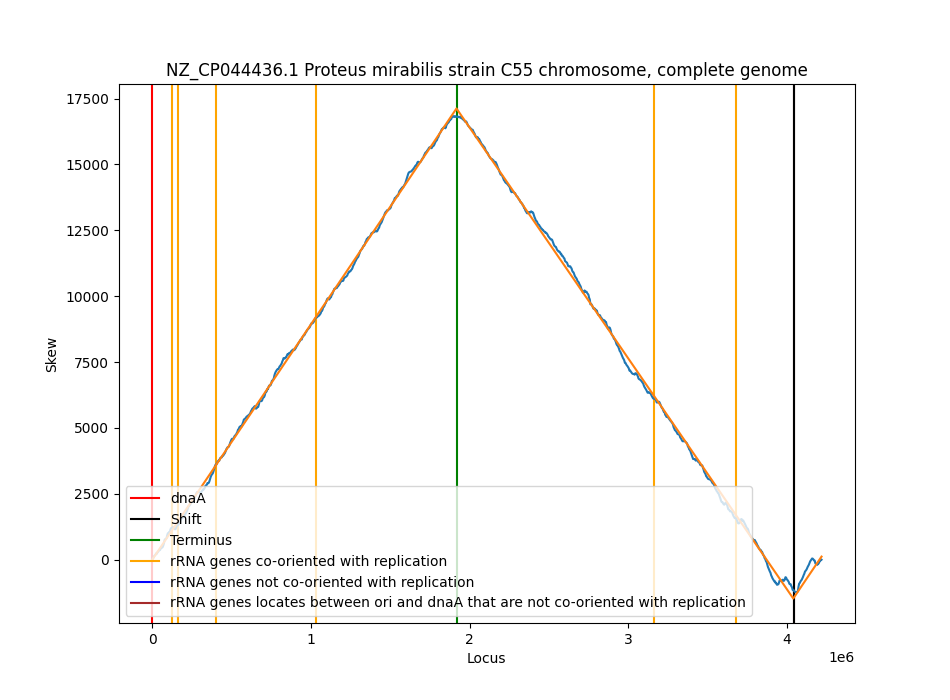 NZ_CP044436.1 Proteus mirabilis strain C55 chromosome, complete genome
17500
15000
12500
10000
7500
5000
2500
0
Skew
dnaA
Shift
Terminus
rRNA genes co-oriented with replication
rRNA genes not co-oriented with replication
rRNA genes locates between ori and dnaA that are not co-oriented with replication
0 1 2 3 4
1e6
Locus